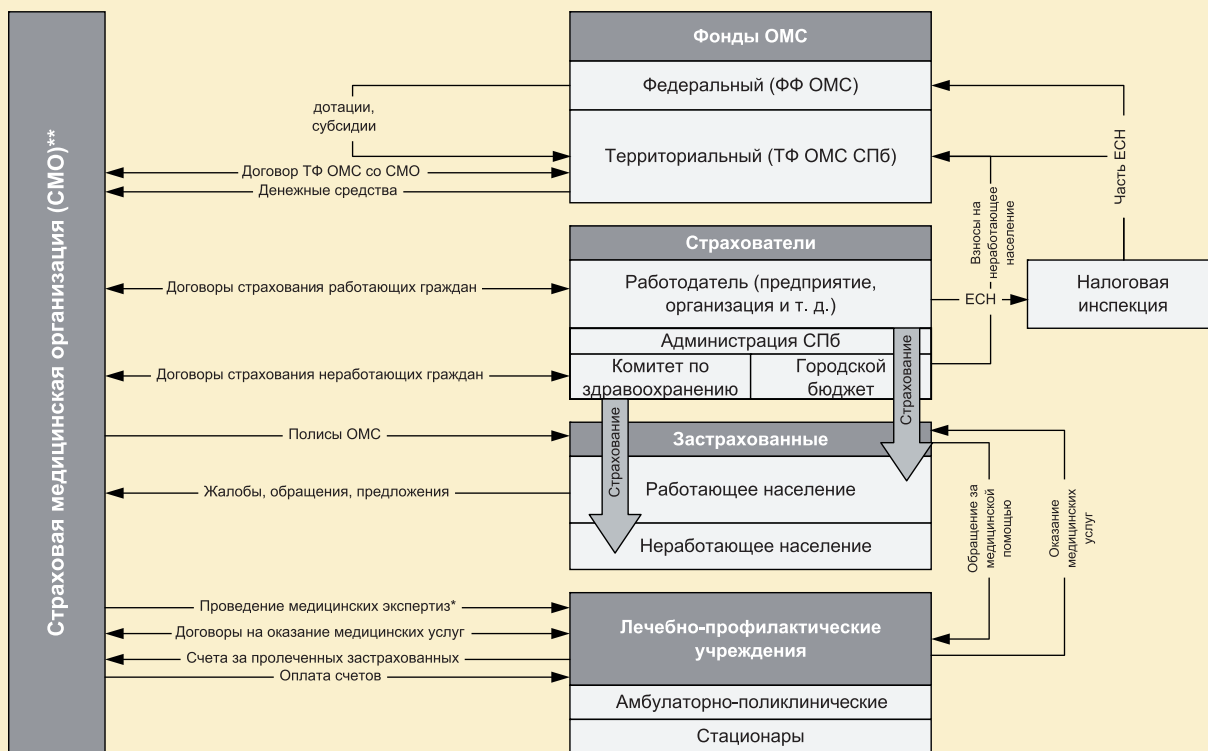 Страховая медицинская организация (СМО)**
Фонды ОМС
Федеральный (ФФ ОМС)
дотации,
субсидии
Территориальный (ТФ ОМС СПб)
Договор ТФ ОМС со СМО
Денежные средства
Часть ЕСН
Взносы на
неработающее
население
Страхователи
Работодатель (предприятие,
организация и т. д.)
Договоры страхования работающих граждан
ЕСН
Налоговая
инспекция
Администрация СПб
Комитет по
здравоохранению
Городской
бюджет
Договоры страхования неработающих граждан
Страхование
Страхование
Полисы ОМС
Застрахованные
Работающее население
Жалобы, обращения, предложения
Неработающее население
Обращение за
медицинской
помощью
Оказание
медицинских
услуг
Проведение медицинских экспертиз*
Договоры на оказание медицинских услуг
Счета за пролеченных застрахованных
Оплата счетов
Лечебно-профилактические
учреждения
Амбулаторно-поликлинические
Стационары